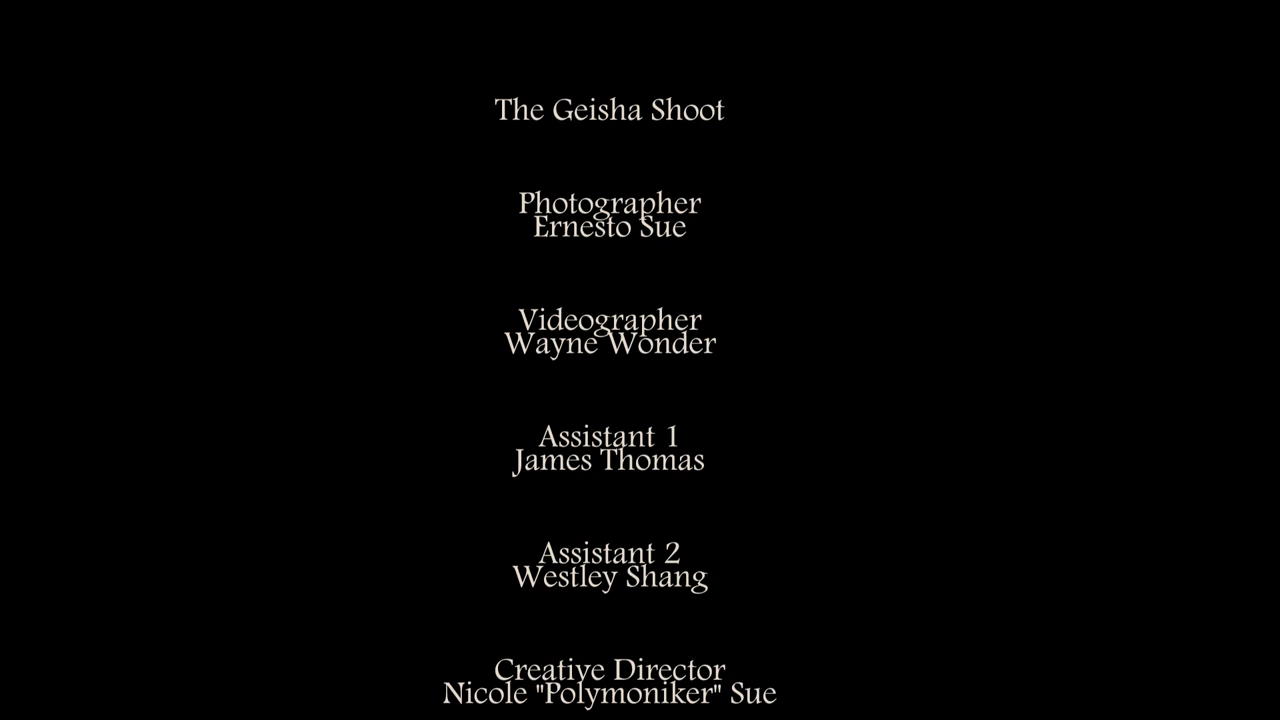 The Geisha Shoot
Photographer
Ernesto Sue
Videographer
Wayne Wonder
Assistant 1
James Thomas
Assistant 2
Westley Shang
Creative Director
Nicole "Polymoniker" Sue